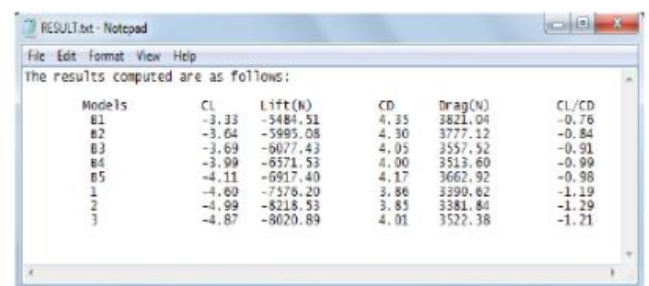 RESULT.txt - Notepad
File Edit Format View Help
The results computed are as follows:
Models CL Lift(N) CD Drag(N) CL/CD
B1 -3.33 -5484.51 4.35 3821.04 -0.76
B2 -3.64 -5995.08 4.30 3777.12 -0.84
B3 -3.69 -6077.43 4.05 3557.52 -0.91
B4 -3.99 -6571.53 4.00 3513.60 -0.99
B5 -4.11 -6917.40 4.17 3662.92 -0.98
1 -4.60 -7576.20 3.86 3390.62 -1.19
2 -4.99 -8218.53 3.85 3381.84 -1.29
3 -4.87 -8020.89 4.01 3522.38 -1.21